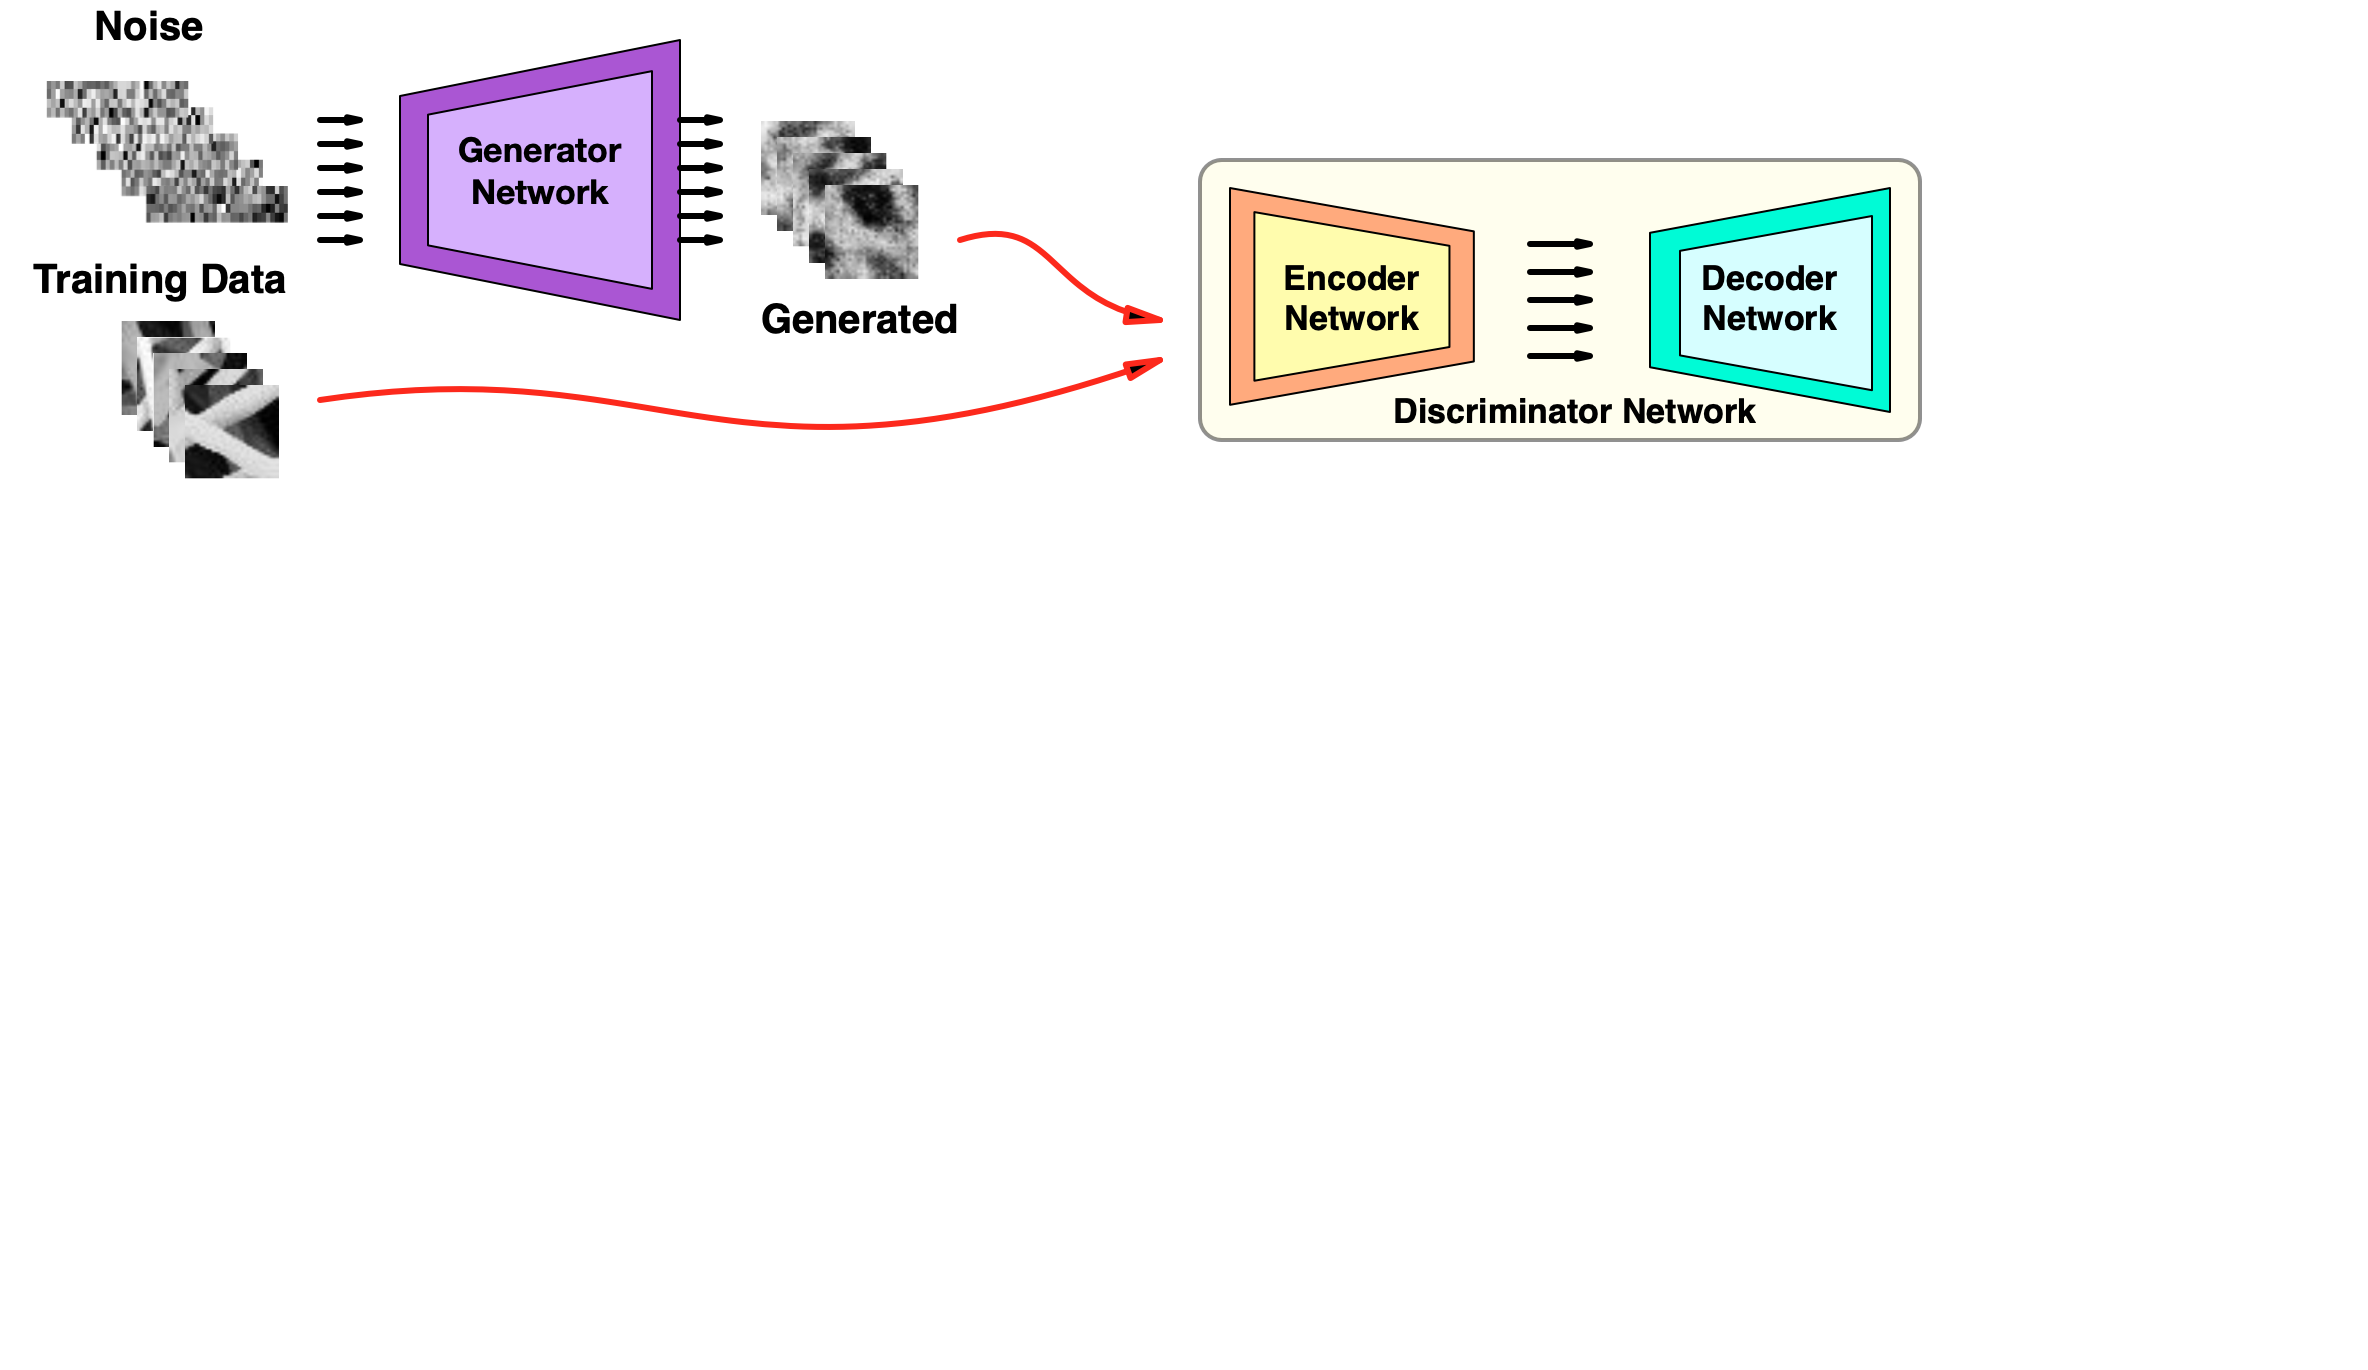 Noise
Generator
Network
Training Data
Generated
Encoder
Network
Decoder
Network
Discriminator Network